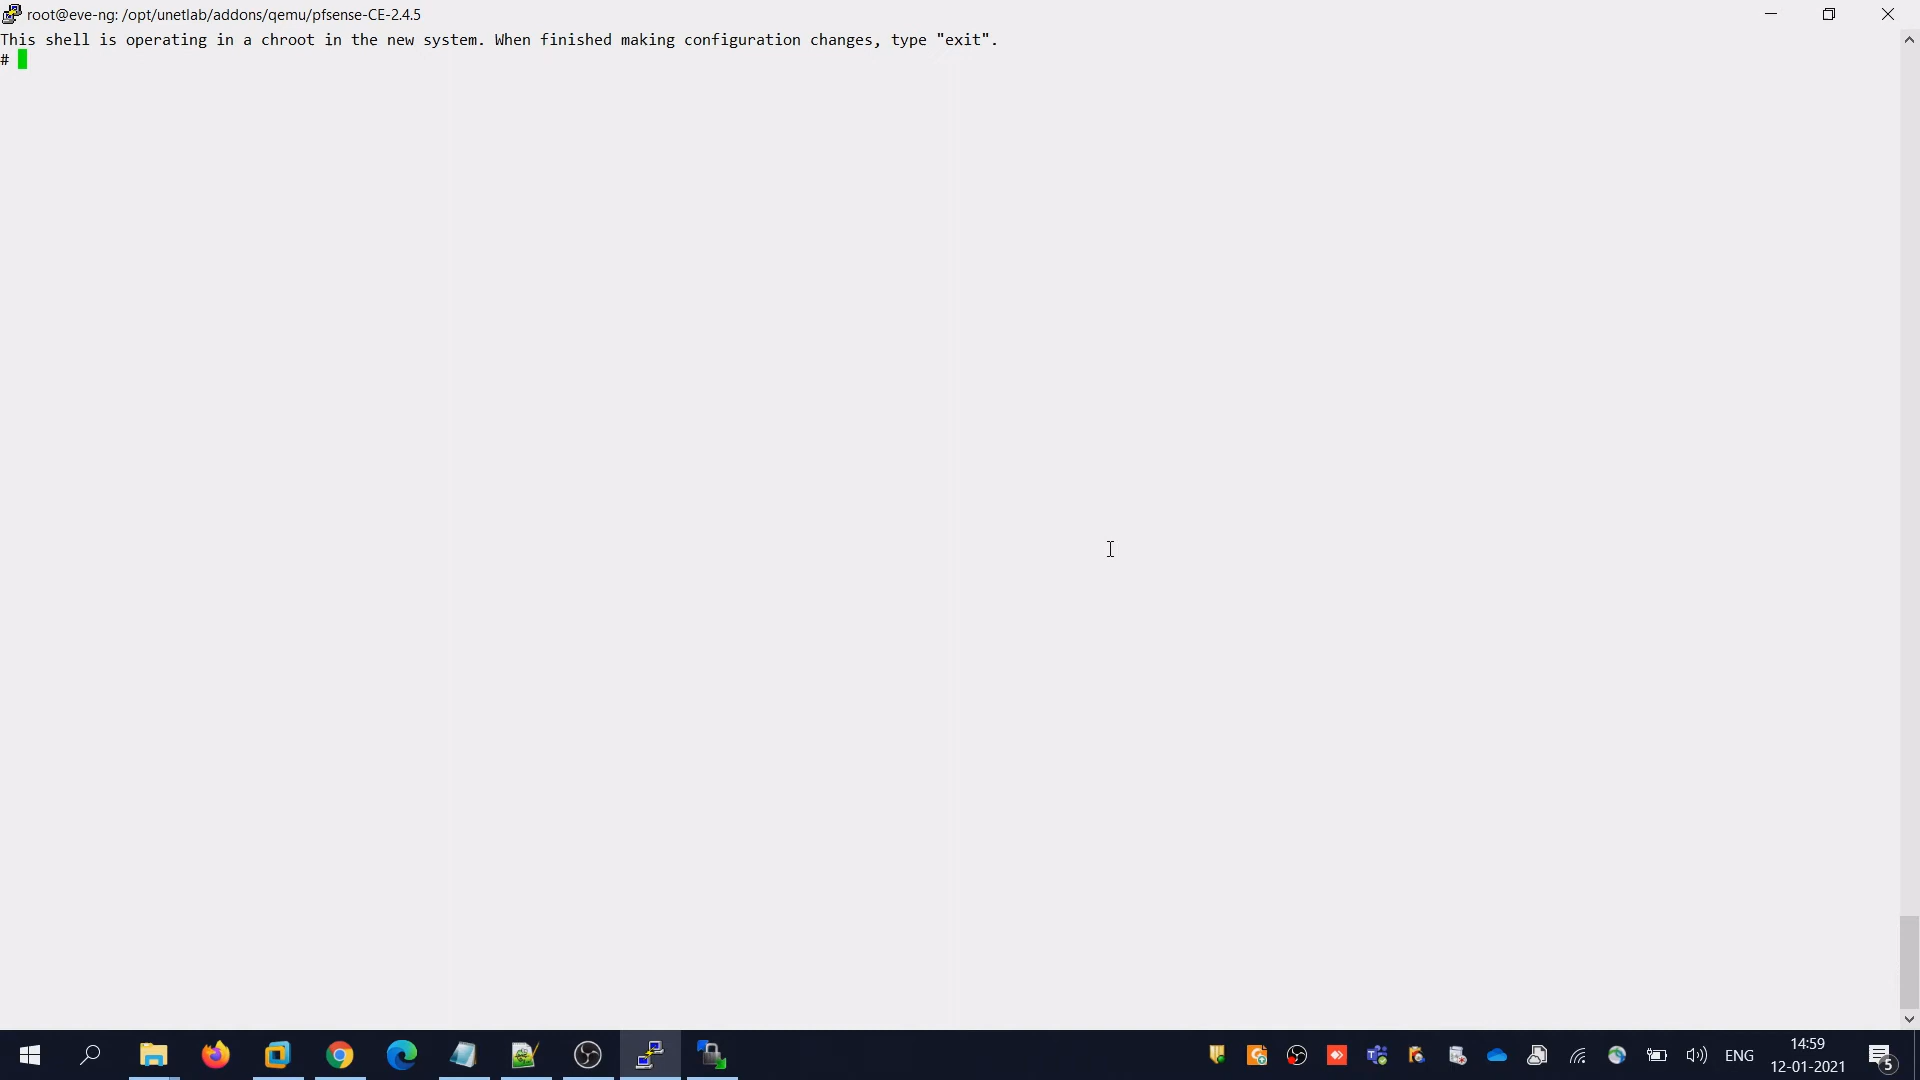 root@eve-ng: /opt/unetlab/addons/qemu/pfsense-CE-2.4.5
This shell is operating in a chroot in the new system. When finished making configuration changes, type "exit".
#
ENG
14:59
12-01-2021
5